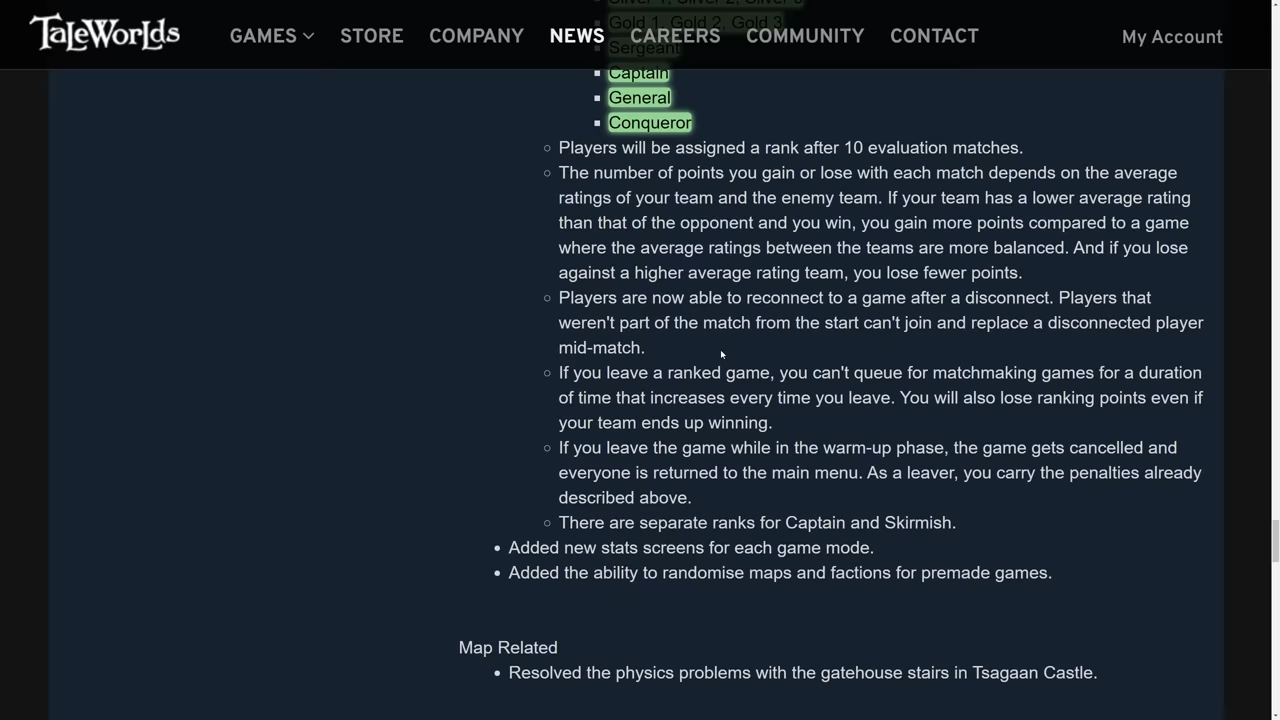 TALEWORLDS GAMES STORE COMPANY NEWS CAREERS COMMUNITY CONTACT My Account
Gold 1, Gold 2, Gold 3
Sergeant
Captain
General
Conqueror
Players will be assigned a rank after 10 evaluation matches.
The number of points you gain or lose with each match depends on the average
ratings of your team and the enemy team. If your team has a lower average rating
than that of the opponent and you win, you gain more points compared to a game
where the average ratings between the teams are more balanced. And if you lose
against a higher average rating team, you lose fewer points.
Players are now able to reconnect to a game after a disconnect. Players that
weren't part of the match from the start can't join and replace a disconnected player
mid-match.
If you leave a ranked game, you can't queue for matchmaking games for a duration
of time that increases every time you leave. You will also lose ranking points even if
your team ends up winning.
If you leave the game while in the warm-up phase, the game gets cancelled and
everyone is returned to the main menu. As a leaver, you carry the penalties already
described above.
There are separate ranks for Captain and Skirmish.
Added new stats screens for each game mode.
Added the ability to randomise maps and factions for premade games.
Map Related
Resolved the physics problems with the gatehouse stairs in Tsagaan Castle.